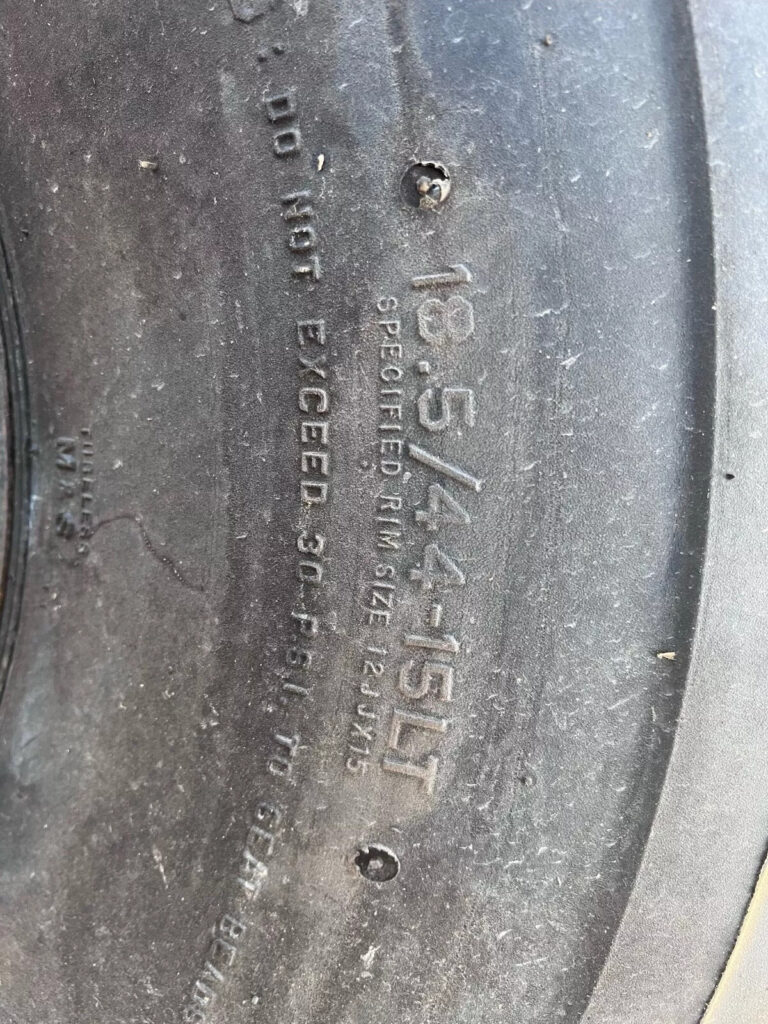 18.5/44-15LT
SPECIFIED RIM SIZE 12JJX15
: DO NOT EXCEED 30 P.S.I. TO SEAT BEADS
TUBELESS